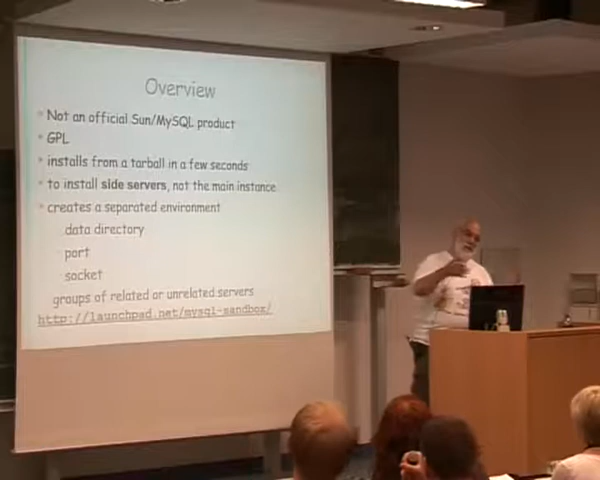 Overview
Not an official Sun/MySQL product
GPL
installs from a tarball in a few seconds
to install side servers, not the main instance
creates a separated environment
data directory
port
socket
groups of related or unrelated servers
http://launchpad.net/mysql-sandbox/